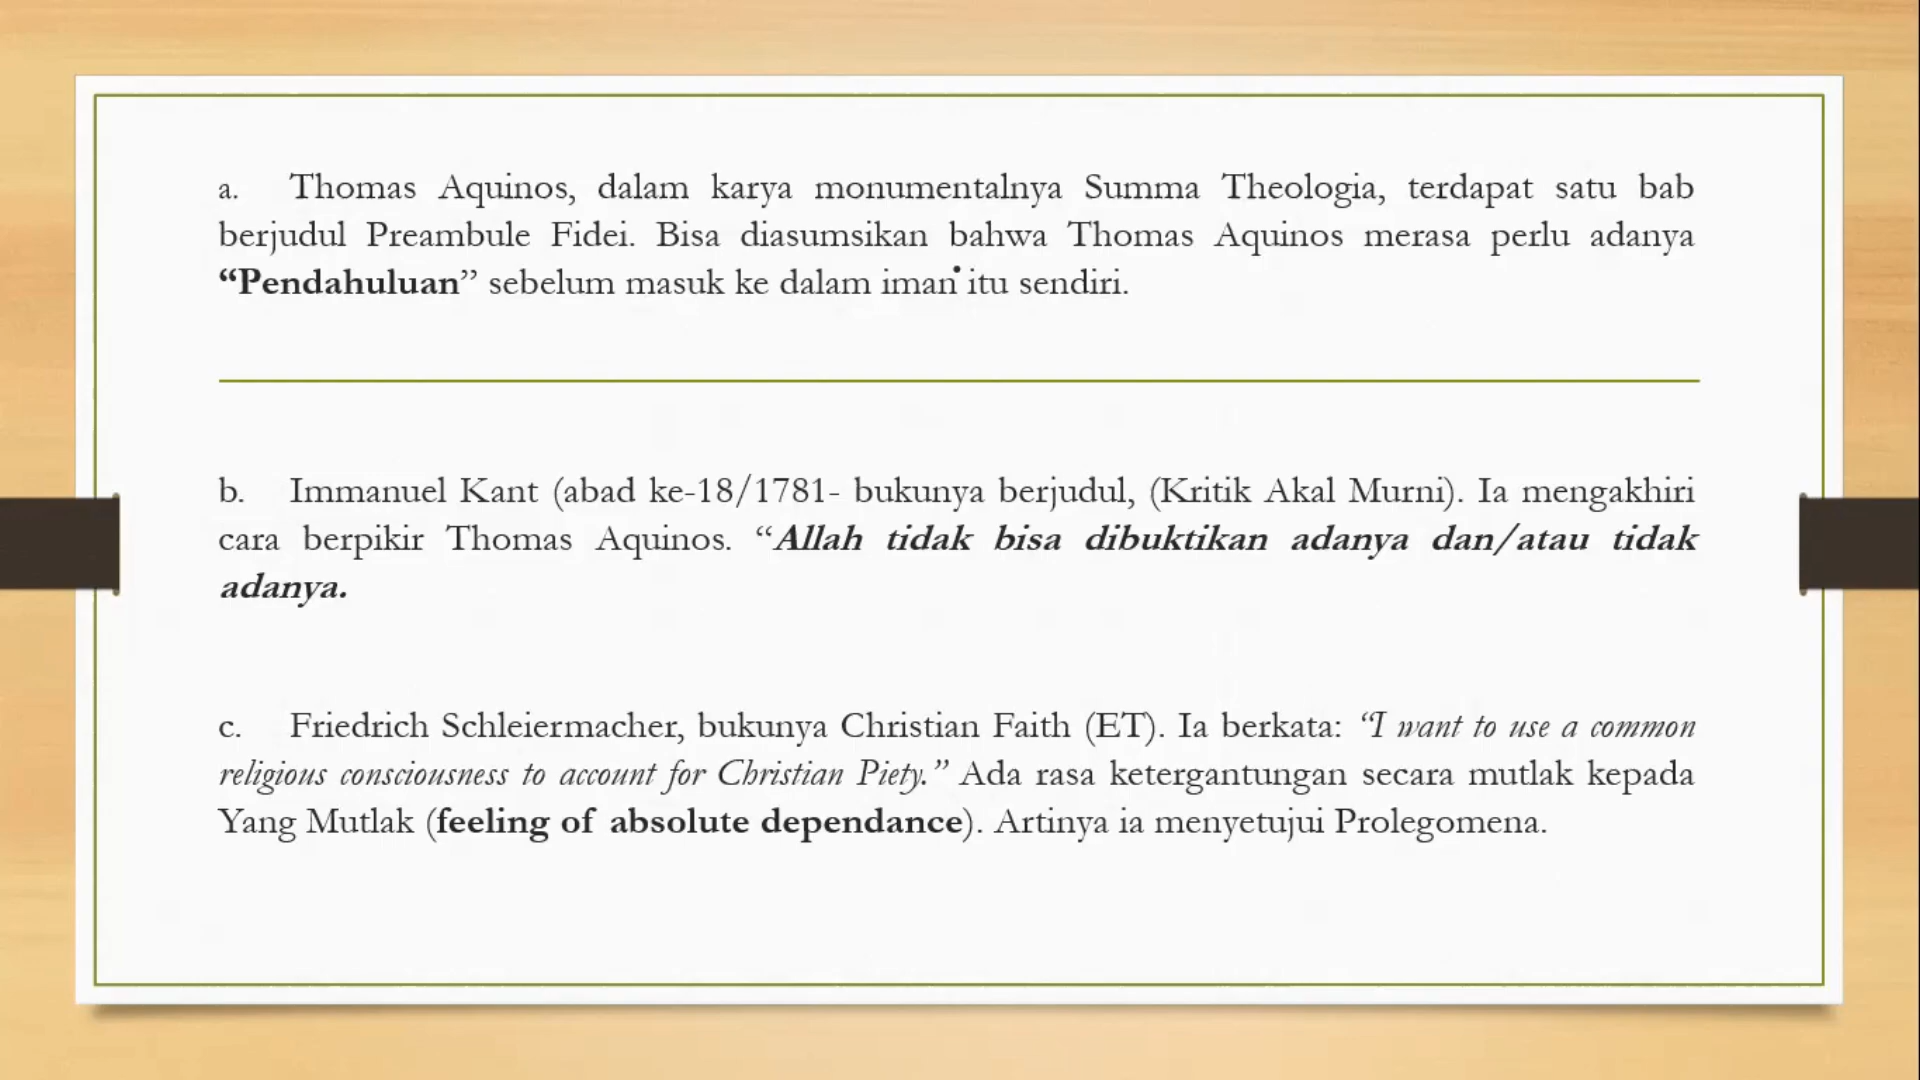 a. Thomas Aquinos, dalam karya monumentalnya Summa Theologia, terdapat satu bab
berjudul Preambule Fidei. Bisa diasumsikan bahwa Thomas Aquinos merasa perlu adanya
“Pendahuluan” sebelum masuk ke dalam iman itu sendiri.
b. Immanuel Kant (abad ke-18/1781- bukunya berjudul, (Kritik Akal Murni). Ia mengakhiri
cara berpikir Thomas Aquinos. “Allah tidak bisa dibuktikan adanya dan/atau tidak
adanya.
c. Friedrich Schleiermacher, bukunya Christian Faith (ET). Ia berkata: “I want to use a common
religious consciousness to account for Christian Piety.” Ada rasa ketergantungan secara mutlak kepada
Yang Mutlak (feeling of absolute dependance). Artinya ia menyetujui Prolegomena.